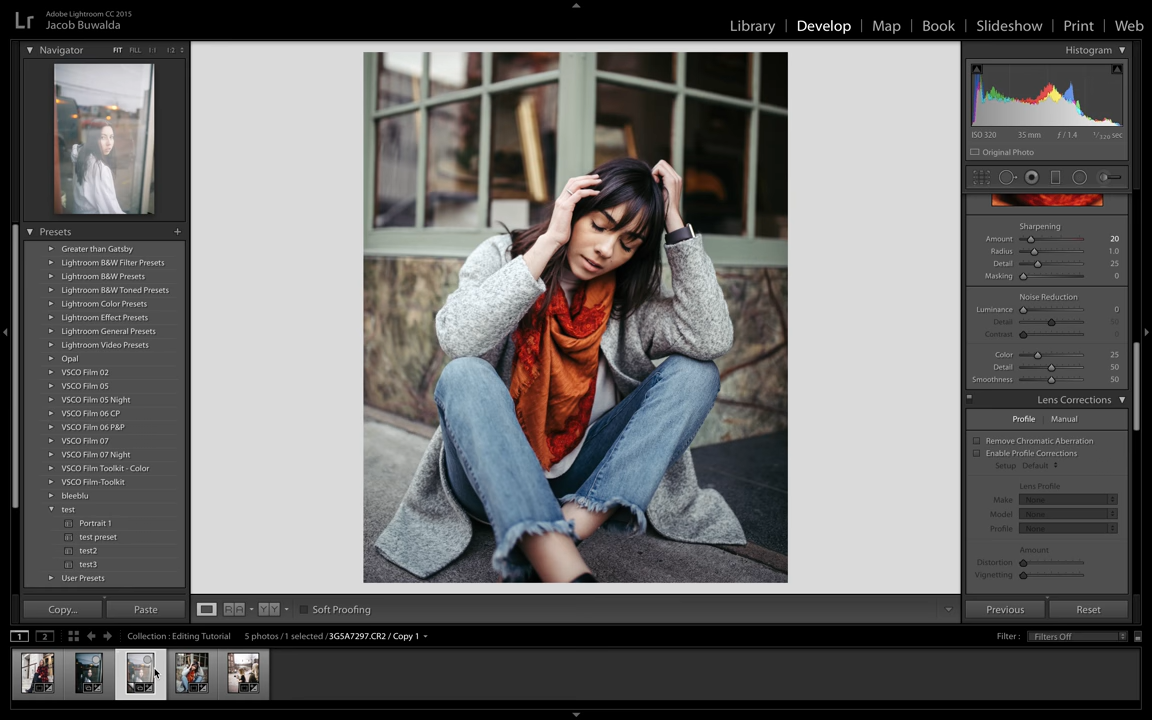 Adobe Lightroom CC 2015
Lr Jacob Buwalda
Library | Develop | Map | Book | Slideshow | Print | Web
Navigator FIT FILL 1:1 1:2
Presets +
Greater than Gatsby
Lightroom B&W Filter Presets
Lightroom B&W Presets
Lightroom B&W Toned Presets
Lightroom Color Presets
Lightroom Effect Presets
Lightroom General Presets
Lightroom Video Presets
Opal
VSCO Film 02
VSCO Film 05
VSCO Film 05 Night
VSCO Film 06 CP
VSCO Film 06 P&P
VSCO Film 07
VSCO Film 07 Night
VSCO Film Toolkit - Color
VSCO Film-Toolkit
bleeblu
test
Portrait 1
test preset
test2
test3
User Presets
Copy... Paste
Soft Proofing
Histogram
ISO 320 35 mm ƒ / 1.4 1/320 sec
Original Photo
Sharpening
Amount 20
Radius 1.0
Detail 25
Masking 0
Noise Reduction
Luminance 0
Detail 50
Contrast 0
Color 25
Detail 50
Smoothness 50
Lens Corrections
Profile | Manual
Remove Chromatic Aberration
Enable Profile Corrections
Setup Default
Lens Profile
Make None
Model None
Profile None
Amount
Distortion
Vignetting
Previous Reset
1 2 Collection : Editing Tutorial 5 photos / 1 selected / 3G5A7297.CR2 / Copy 1
Filter : Filters Off